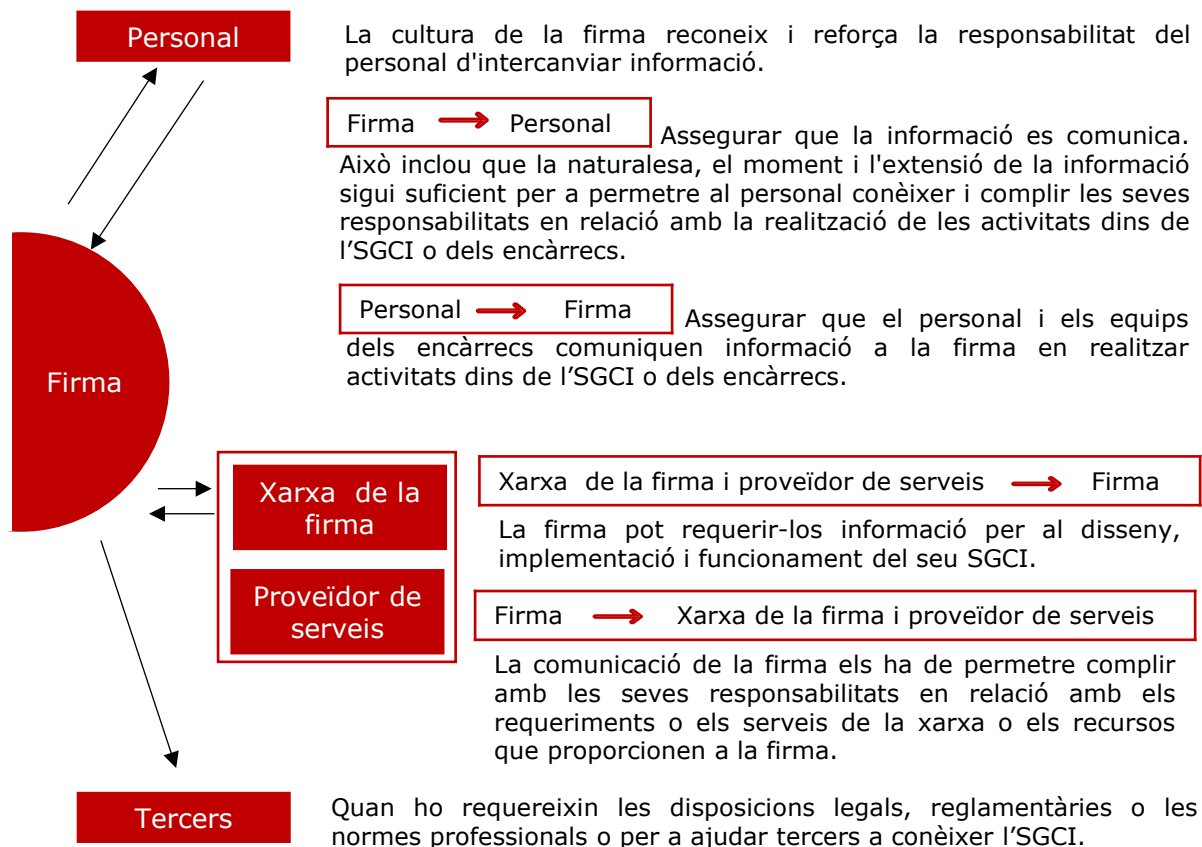 Personal
La cultura de la firma reconeix i reforça la responsabilitat del
personal d'intercanviar informació.
Firma → Personal
Assegurar que la informació es comunica.
Això inclou que la naturalesa, el moment i l'extensió de la informació
sigui suficient per a permetre al personal conèixer i complir les seves
responsabilitats en relació amb la realització de les activitats dins de
l’SGCI o dels encàrrecs.
Personal → Firma
Assegurar que el personal i els equips
dels encàrrecs comuniquen informació a la firma en realitzar
activitats dins de l’SGCI o dels encàrrecs.
Firma
Xarxa de la
firma
Proveïdor de
serveis
Xarxa de la firma i proveïdor de serveis → Firma
La firma pot requerir-los informació per al disseny,
implementació i funcionament del seu SGCI.
Firma → Xarxa de la firma i proveïdor de serveis
La comunicació de la firma els ha de permetre complir
amb les seves responsabilitats en relació amb els
requeriments o els serveis de la xarxa o els recursos
que proporcionen a la firma.
Tercers
Quan ho requereixin les disposicions legals, reglamentàries o les
normes professionals o per a ajudar tercers a conèixer l’SGCI.